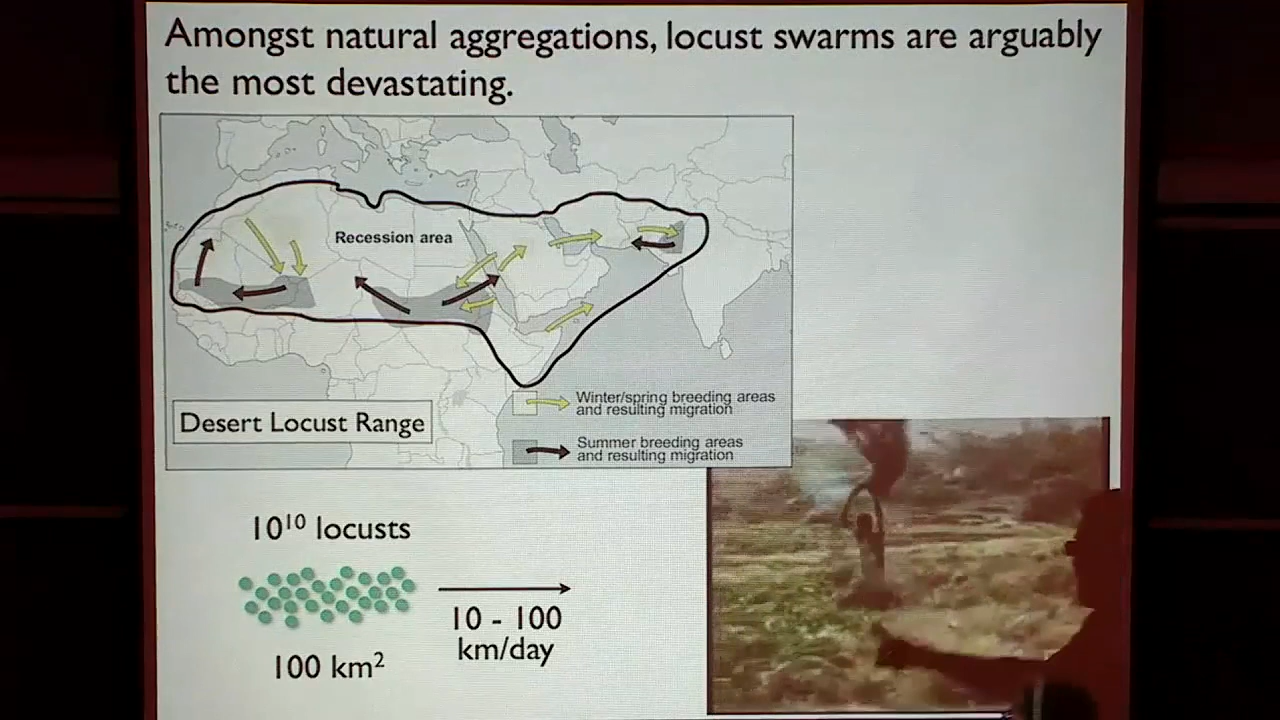 Amongst natural aggregations, locust swarms are arguably
the most devastating.
Recession area
Winter/spring breeding areas
and resulting migration
Desert Locust Range
Summer breeding areas
and resulting migration
10¹⁰ locusts
10 - 100
km/day
100 km²